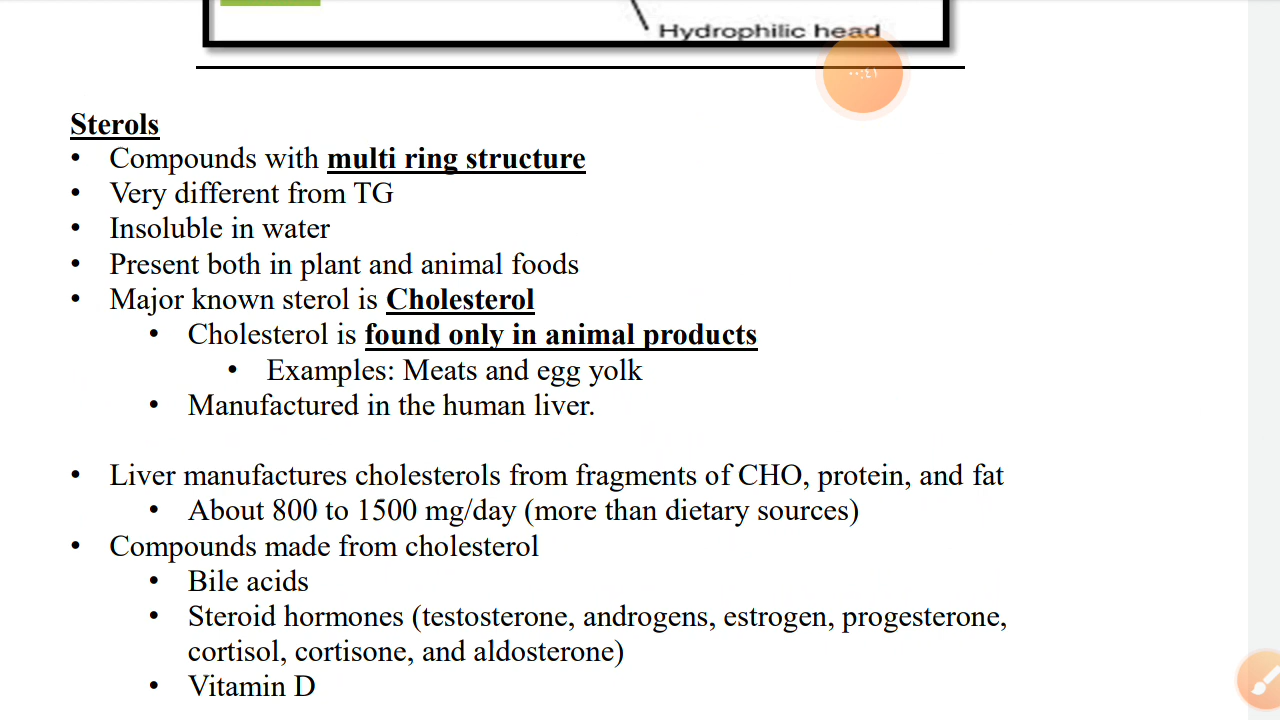 Hydrophilic head
٠٠:٤١
Sterols
• Compounds with multi ring structure
• Very different from TG
• Insoluble in water
• Present both in plant and animal foods
• Major known sterol is Cholesterol
• Cholesterol is found only in animal products
• Examples: Meats and egg yolk
• Manufactured in the human liver.
• Liver manufactures cholesterols from fragments of CHO, protein, and fat
• About 800 to 1500 mg/day (more than dietary sources)
• Compounds made from cholesterol
• Bile acids
• Steroid hormones (testosterone, androgens, estrogen, progesterone,
cortisol, cortisone, and aldosterone)
• Vitamin D